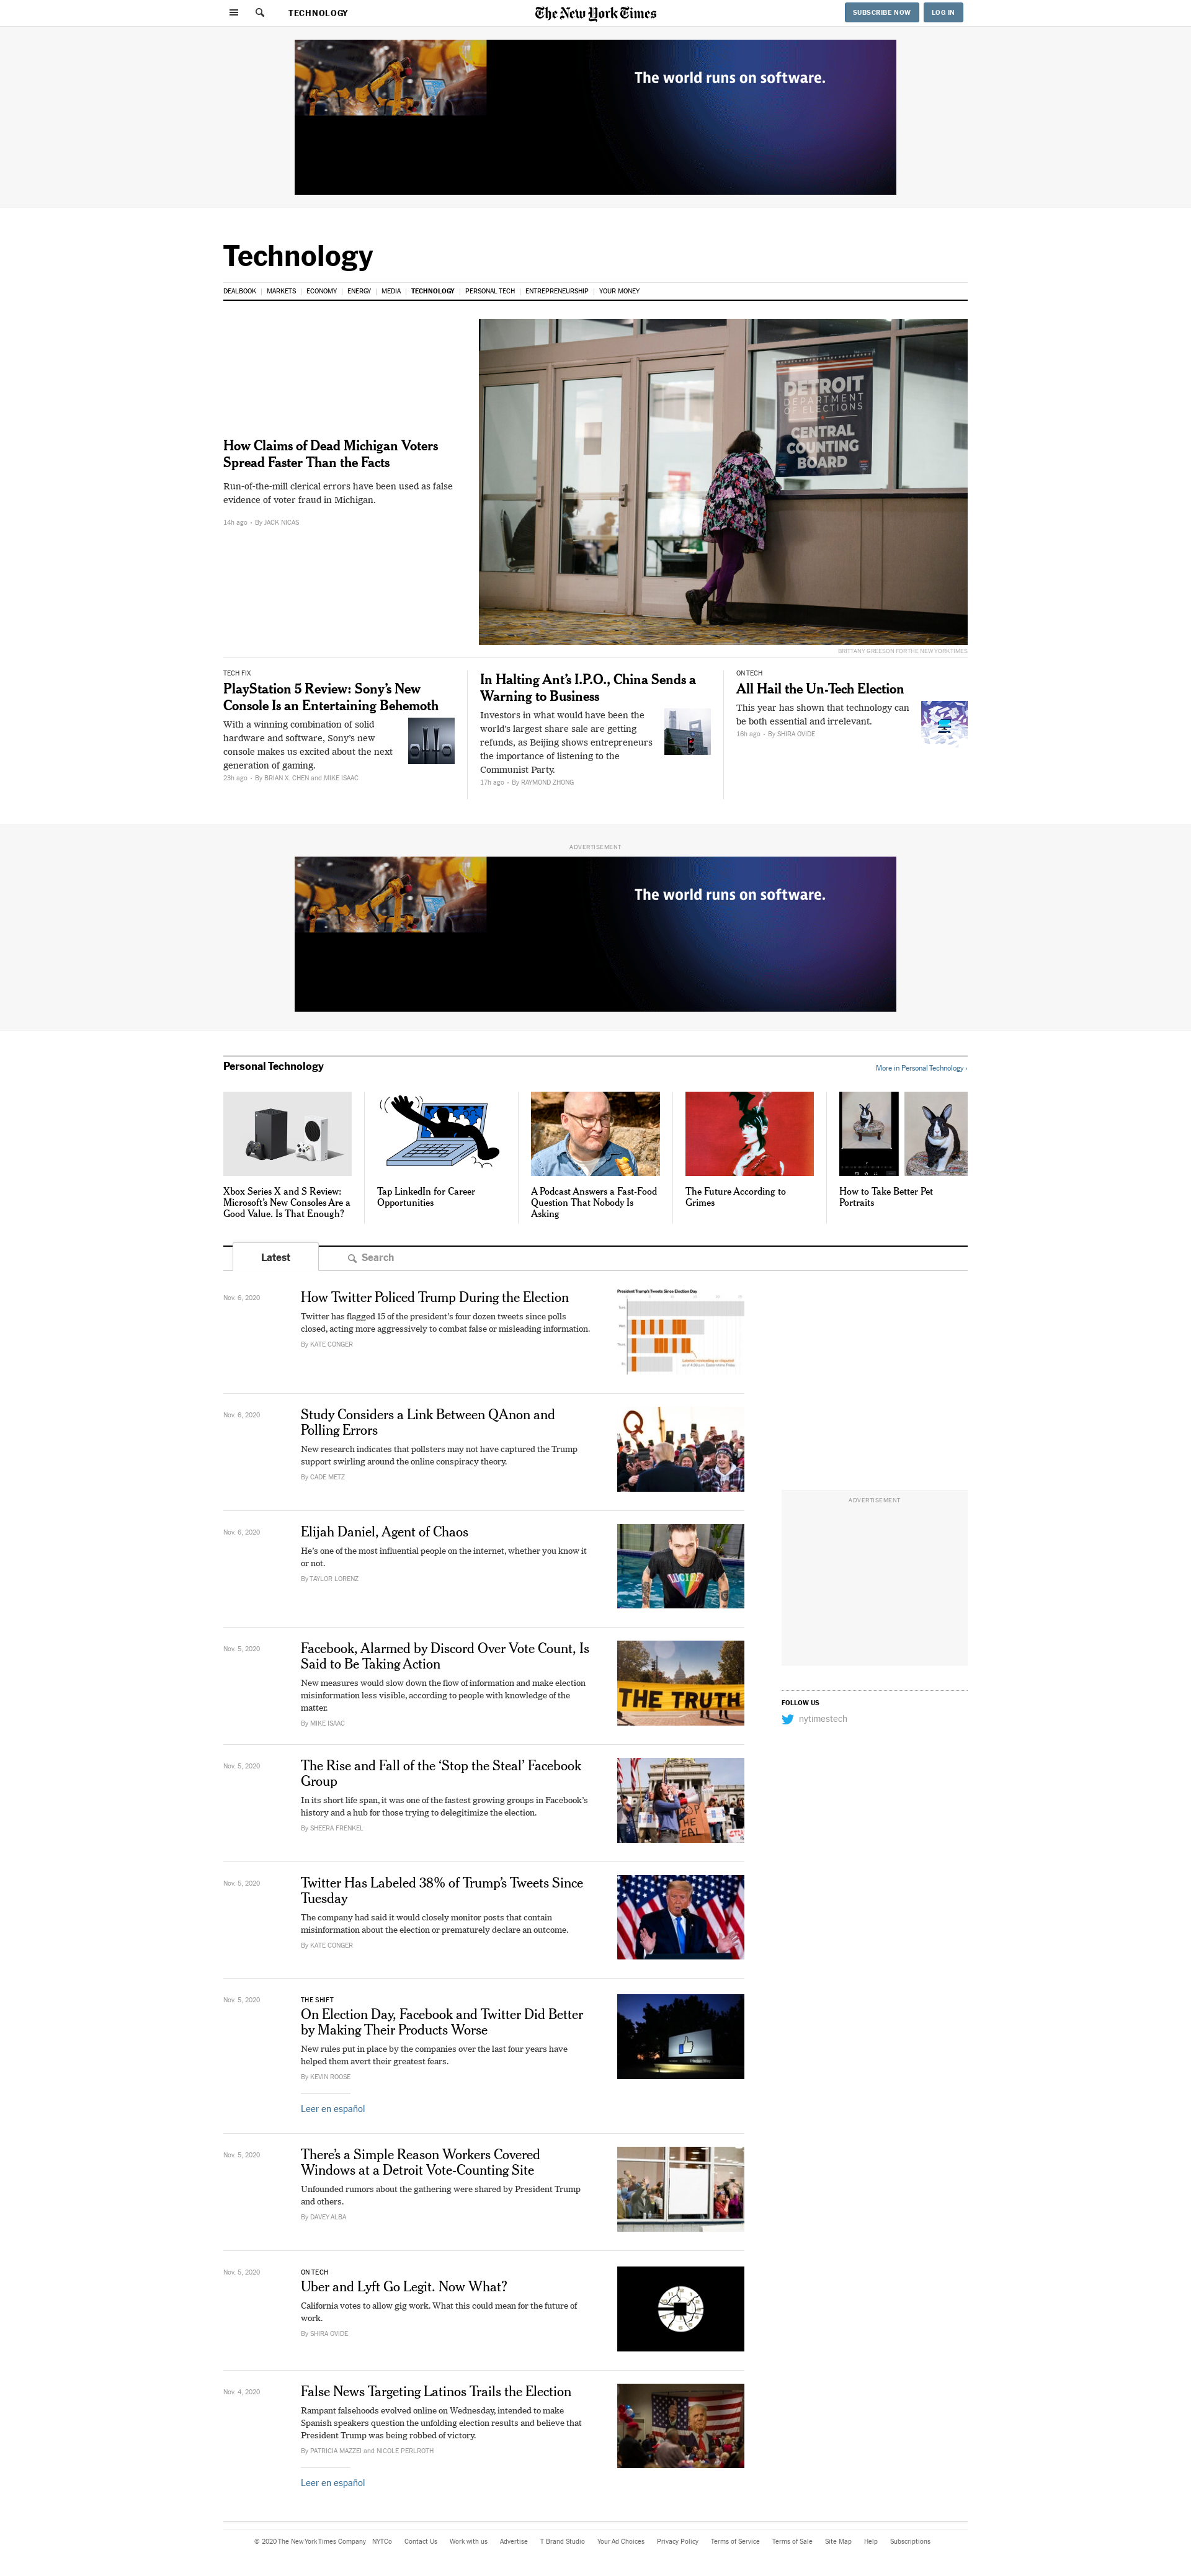 TECHNOLOGY
The New York Times
SUBSCRIBE NOW
LOG IN
The world runs on software.
Technology
DEALBOOK | MARKETS | ECONOMY | ENERGY | MEDIA | TECHNOLOGY | PERSONAL TECH | ENTREPRENEURSHIP | YOUR MONEY
How Claims of Dead Michigan Voters
Spread Faster Than the Facts
Run-of-the-mill clerical errors have been used as false
evidence of voter fraud in Michigan.
14h ago • By JACK NICAS
DETROIT
DEPARTMENT
OF ELECTIONS
CENTRAL
COUNTING
BOARD
BRITTANY GREESON FOR THE NEW YORK TIMES
TECH FIX
PlayStation 5 Review: Sony’s New
Console Is an Entertaining Behemoth
With a winning combination of solid
hardware and software, Sony’s new
console makes us excited about the next
generation of gaming.
23h ago • By BRIAN X. CHEN and MIKE ISAAC
In Halting Ant’s I.P.O., China Sends a
Warning to Business
Investors in what would have been the
world’s largest share sale are getting
refunds, as Beijing shows entrepreneurs
the importance of listening to the
Communist Party.
17h ago • By RAYMOND ZHONG
ON TECH
All Hail the Un-Tech Election
This year has shown that technology can
be both essential and irrelevant.
16h ago • By SHIRA OVIDE
ADVERTISEMENT
The world runs on software.
Personal Technology
More in Personal Technology ›
Xbox Series X and S Review:
Microsoft’s New Consoles Are a
Good Value. Is That Enough?
Tap LinkedIn for Career
Opportunities
A Podcast Answers a Fast-Food
Question That Nobody Is
Asking
The Future According to
Grimes
How to Take Better Pet
Portraits
Latest
Search
Nov. 6, 2020
How Twitter Policed Trump During the Election
Twitter has flagged 15 of the president’s four dozen tweets since polls
closed, acting more aggressively to combat false or misleading information.
By KATE CONGER
President Trump's Tweets Since Election Day
Labeled misleading or disputed
Nov. 6, 2020
Study Considers a Link Between QAnon and
Polling Errors
New research indicates that pollsters may not have captured the Trump
support swirling around the online conspiracy theory.
By CADE METZ
Q
ADVERTISEMENT
Nov. 6, 2020
Elijah Daniel, Agent of Chaos
He’s one of the most influential people on the internet, whether you know it
or not.
By TAYLOR LORENZ
Nov. 5, 2020
Facebook, Alarmed by Discord Over Vote Count, Is
Said to Be Taking Action
New measures would slow down the flow of information and make election
misinformation less visible, according to people with knowledge of the
matter.
By MIKE ISAAC
THE TRUTH
FOLLOW US
nytimestech
Nov. 5, 2020
The Rise and Fall of the ‘Stop the Steal’ Facebook
Group
In its short life span, it was one of the fastest growing groups in Facebook’s
history and a hub for those trying to delegitimize the election.
By SHEERA FRENKEL
Nov. 5, 2020
Twitter Has Labeled 38% of Trump’s Tweets Since
Tuesday
The company had said it would closely monitor posts that contain
misinformation about the election or prematurely declare an outcome.
By KATE CONGER
Nov. 5, 2020
THE SHIFT
On Election Day, Facebook and Twitter Did Better
by Making Their Products Worse
New rules put in place by the companies over the last four years have
helped them avert their greatest fears.
By KEVIN ROOSE
Leer en español
Nov. 5, 2020
There’s a Simple Reason Workers Covered
Windows at a Detroit Vote-Counting Site
Unfounded rumors about the gathering were shared by President Trump
and others.
By DAVEY ALBA
Nov. 5, 2020
ON TECH
Uber and Lyft Go Legit. Now What?
California votes to allow gig work. What this could mean for the future of
work.
By SHIRA OVIDE
Nov. 4, 2020
False News Targeting Latinos Trails the Election
Rampant falsehoods evolved online on Wednesday, intended to make
Spanish speakers question the unfolding election results and believe that
President Trump was being robbed of victory.
By PATRICIA MAZZEI and NICOLE PERLROTH
Leer en español
© 2020 The New York Times Company NYTCo Contact Us Work with us Advertise T Brand Studio Your Ad Choices Privacy Policy Terms of Service Terms of Sale Site Map Help Subscriptions